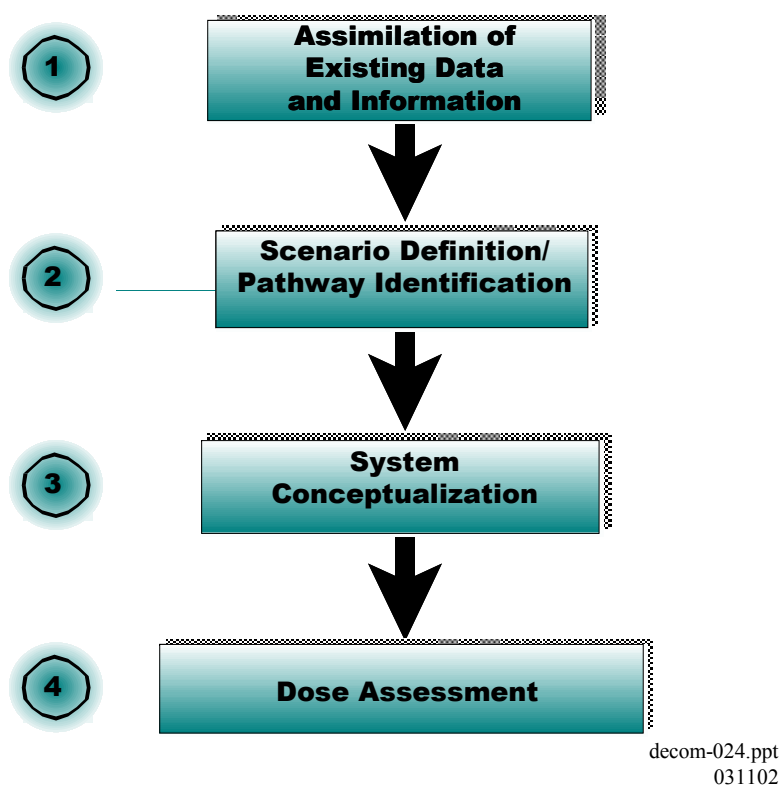 1
Assimilation of
Existing Data
and Information
2
Scenario Definition/
Pathway Identification
3
System
Conceptualization
4
Dose Assessment
decom-024.ppt
031102